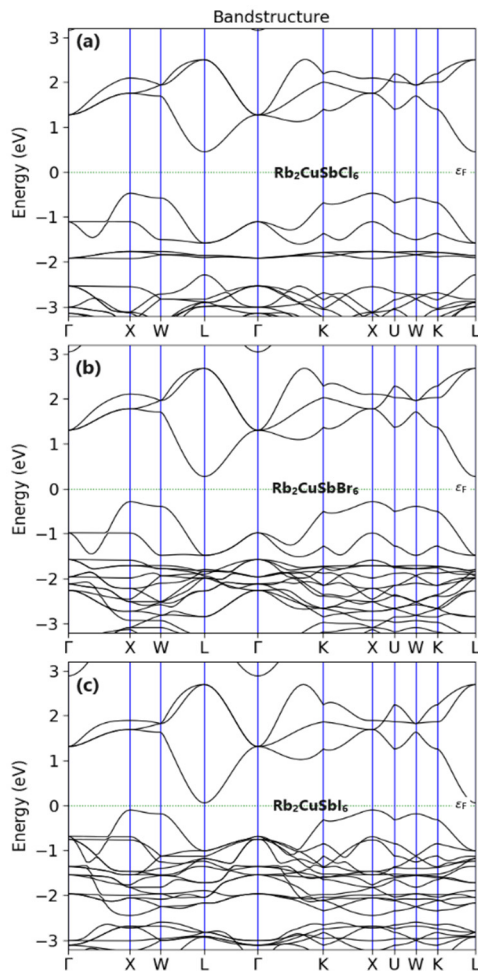 Bandstructure
(a)
3
2
1
0
−1
−2
−3
Energy (eV)
Rb₂CuSbCl₆
εF
Γ X W L Γ K X U W K L
(b)
3
2
1
0
−1
−2
−3
Energy (eV)
Rb₂CuSbBr₆
εF
Γ X W L Γ K X U W K L
(c)
3
2
1
0
−1
−2
−3
Energy (eV)
Rb₂CuSbI₆
εF
Γ X W L Γ K X U W K L